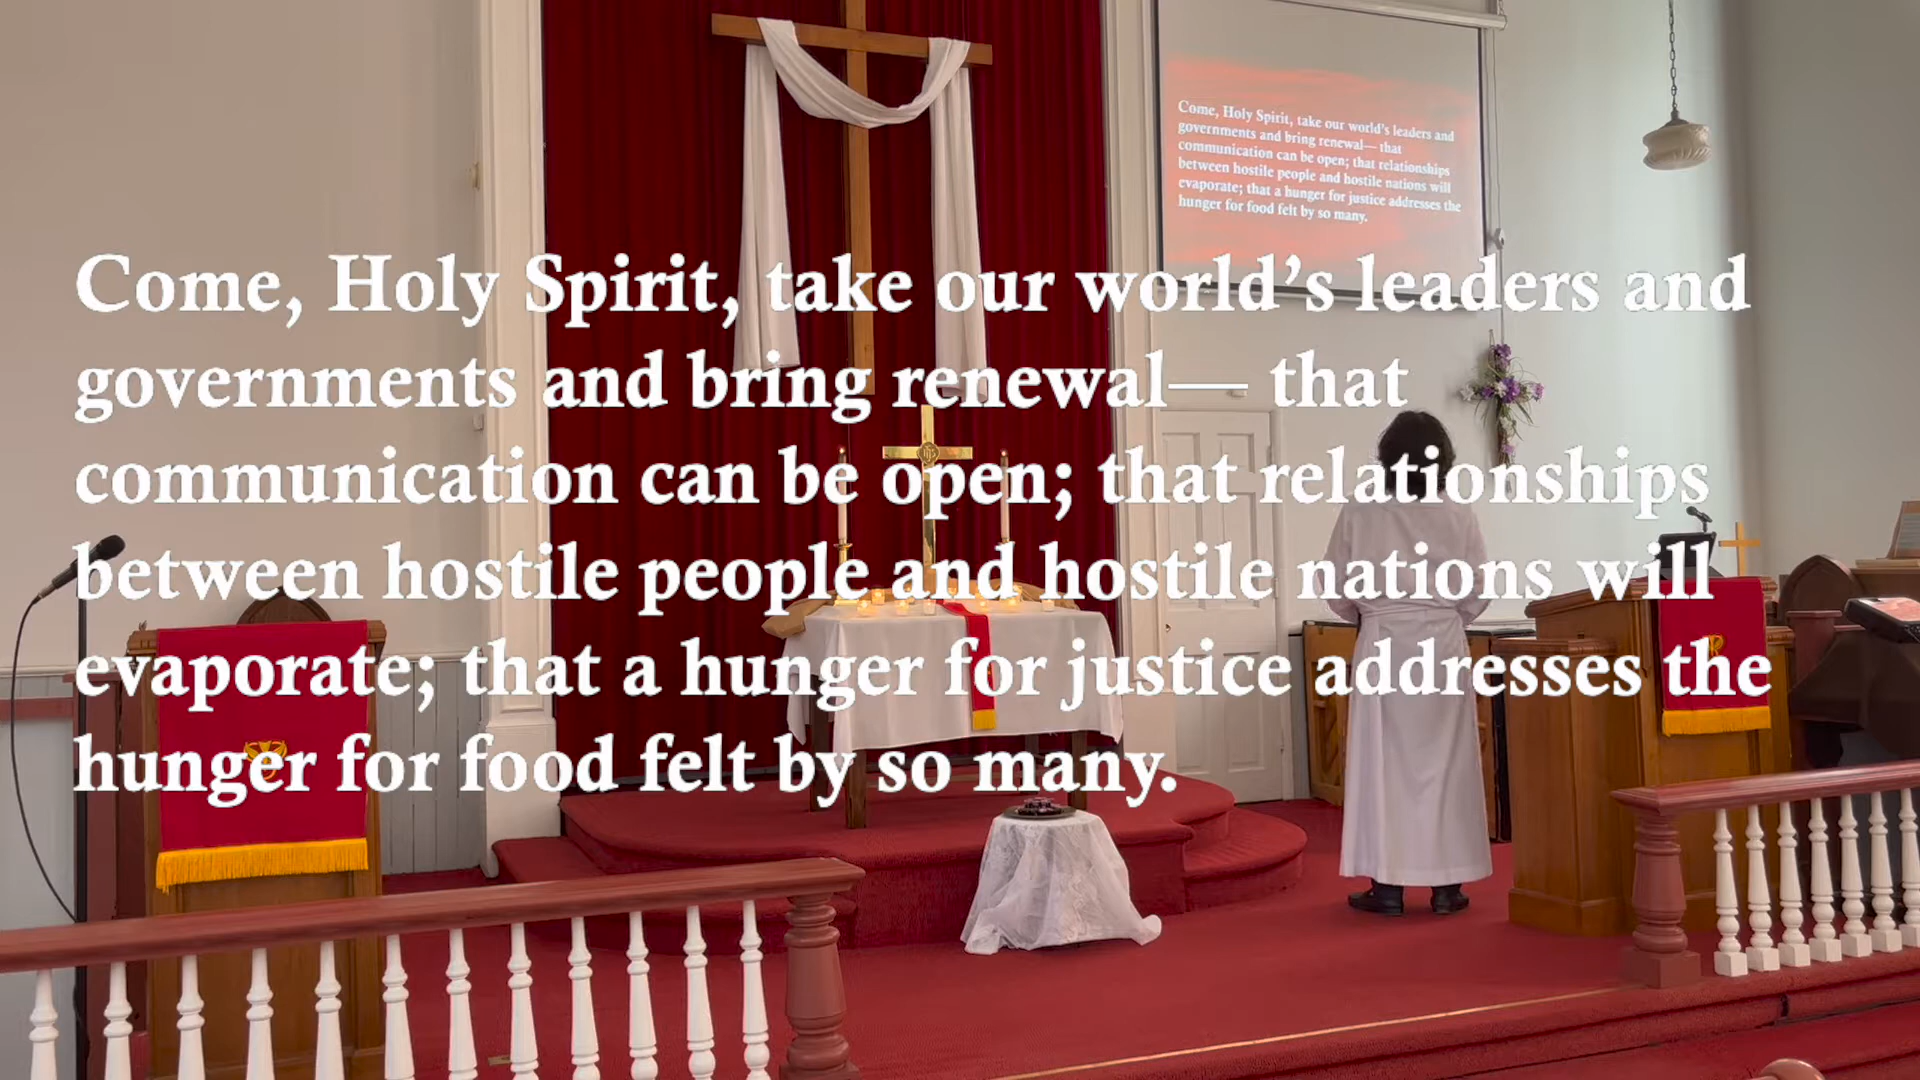 Come, Holy Spirit, take our world's leaders and
governments and bring renewal— that
communication can be open; that relationships
between hostile people and hostile nations will
evaporate; that a hunger for justice addresses the
hunger for food felt by so many.
Come, Holy Spirit, take our world’s leaders and
governments and bring renewal— that
communication can be open; that relationships
between hostile people and hostile nations will
evaporate; that a hunger for justice addresses the
hunger for food felt by so many.